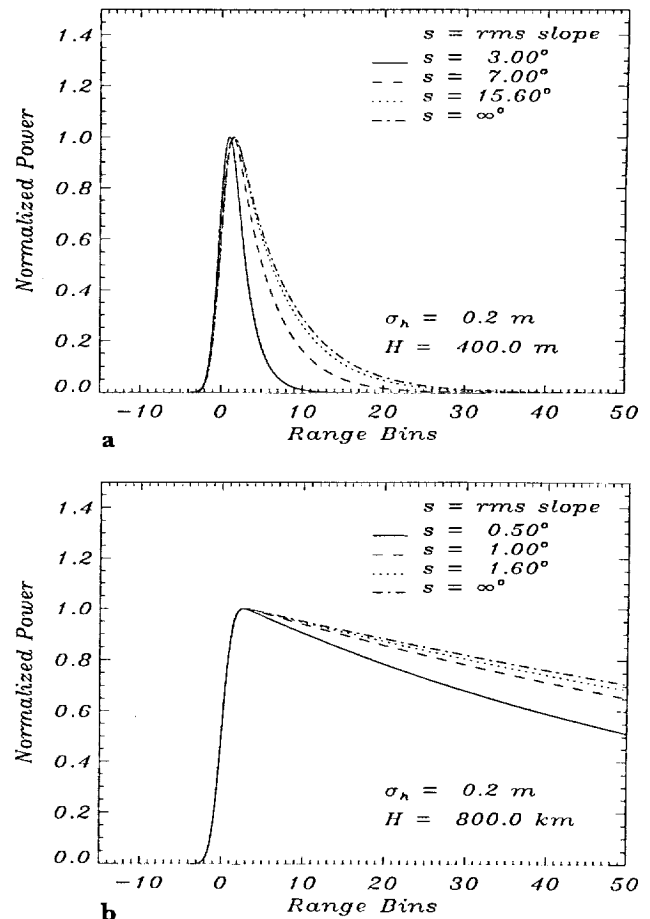 1.4
1.2
1.0
0.8
0.6
0.4
0.2
0.0
Normalized Power
s = rms slope
s = 3.00°
s = 7.00°
s = 15.60°
s = ∞°
σh = 0.2 m
H = 400.0 m
-10 0 10 20 30 40 50
Range Bins
a
1.4
1.2
1.0
0.8
0.6
0.4
0.2
0.0
Normalized Power
s = rms slope
s = 0.50°
s = 1.00°
s = 1.60°
s = ∞°
σh = 0.2 m
H = 800.0 km
-10 0 10 20 30 40 50
Range Bins
b